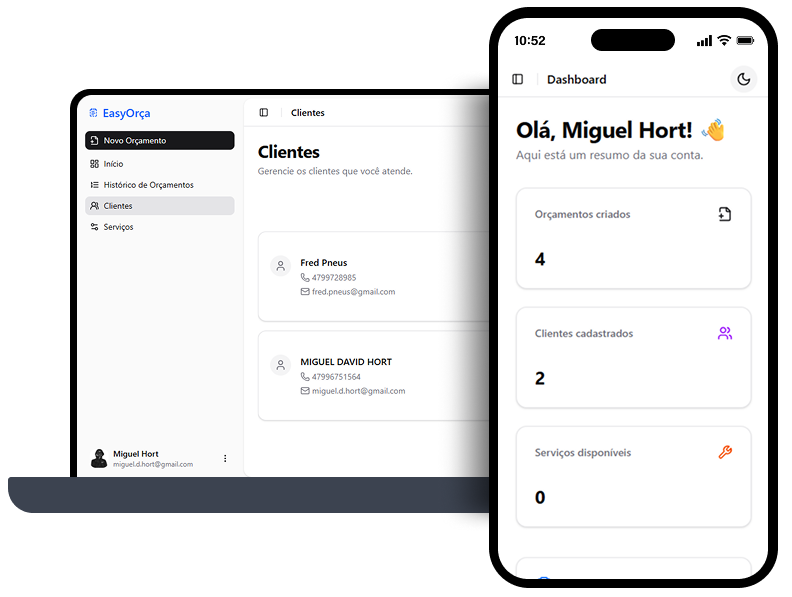 EasyOrça
Novo Orçamento
Início
Histórico de Orçamentos
Clientes
Serviços
Miguel Hort
miguel.d.hort@gmail.com
Clientes
Clientes
Gerencie os clientes que você atende.
Fred Pneus
4799728985
fred.pneus@gmail.com
MIGUEL DAVID HORT
47996751564
miguel.d.hort@gmail.com
10:52
Dashboard
Olá, Miguel Hort! 👋
Aqui está um resumo da sua conta.
Orçamentos criados
4
Clientes cadastrados
2
Serviços disponíveis
0